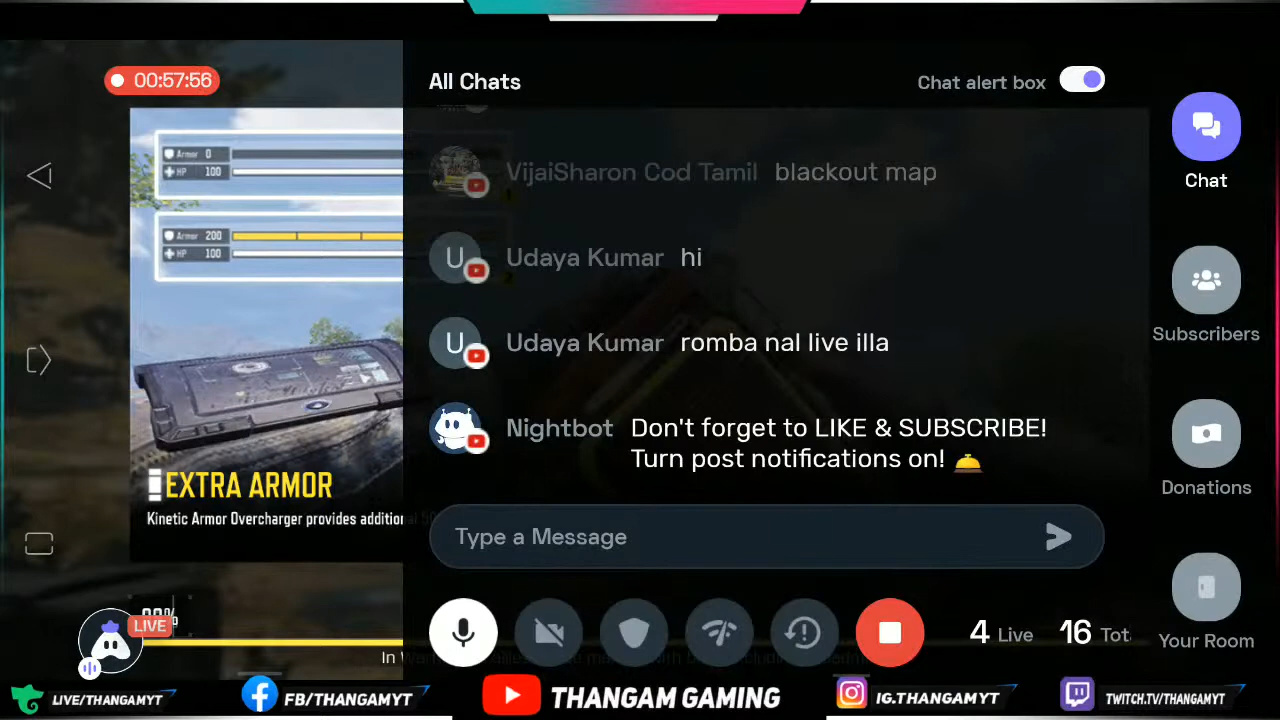 00:57:56
All Chats
Chat alert box
Armor 0
HP 100
VijaiSharon Cod Tamil blackout map
Chat
Armor 200
HP 100
Udaya Kumar hi
Subscribers
Udaya Kumar romba nal live illa
Nightbot Don't forget to LIKE & SUBSCRIBE!
Turn post notifications on!
Donations
EXTRA ARMOR
Kinetic Armor Overcharger provides additional
Type a Message
LIVE
4 Live 16 Tot
Your Room
LIVE/THANGAMYT
FB/THANGAMYT
THANGAM GAMING
IG.THANGAMYT
TWITCH.TV/THANGAMYT